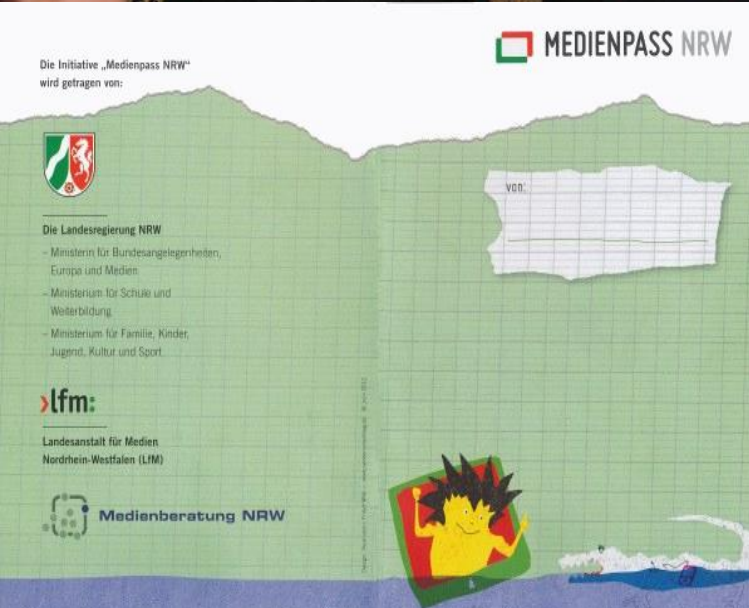 Die Initiative „Medienpass NRW“
wird getragen von:
Die Landesregierung NRW
– Ministerin für Bundesangelegenheiten,
Europa und Medien
– Ministerium für Schule und
Weiterbildung
– Ministerium für Familie, Kinder,
Jugend, Kultur und Sport
›lfm:
Landesanstalt für Medien
Nordrhein-Westfalen (LfM)
Medienberatung NRW
MEDIENPASS NRW
von: